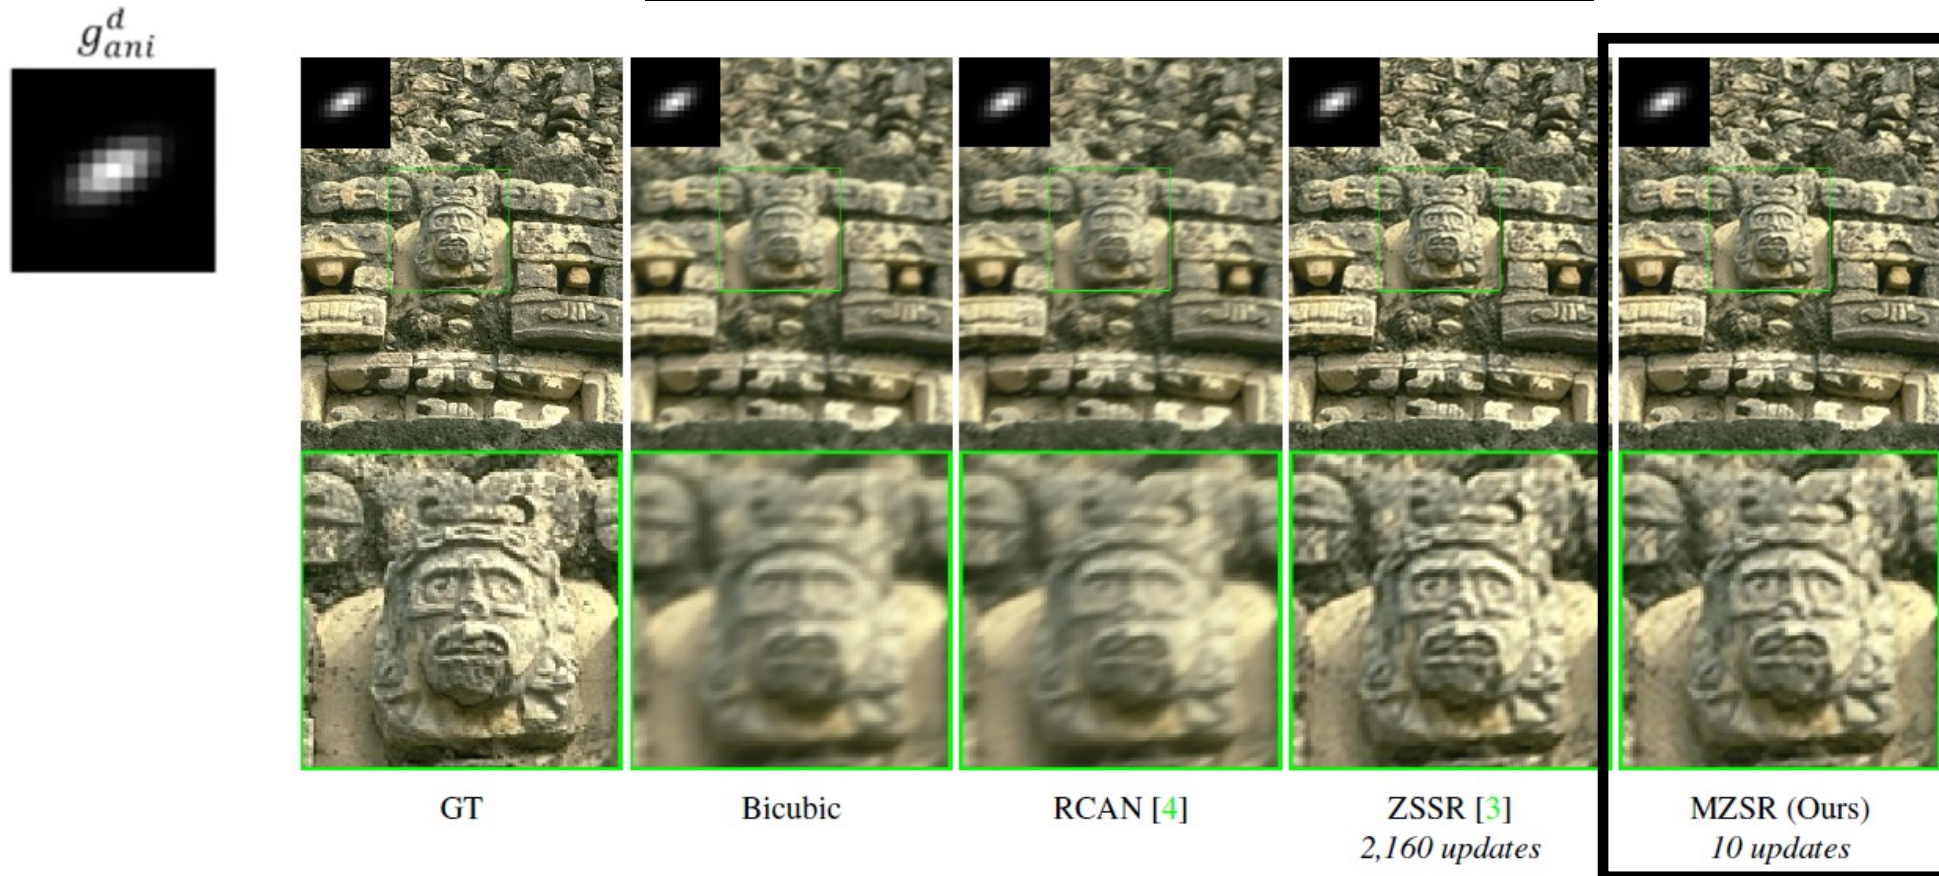 g^d_ani
GT
Bicubic
RCAN [4]
ZSSR [3]
2,160 updates
MZSR (Ours)
10 updates